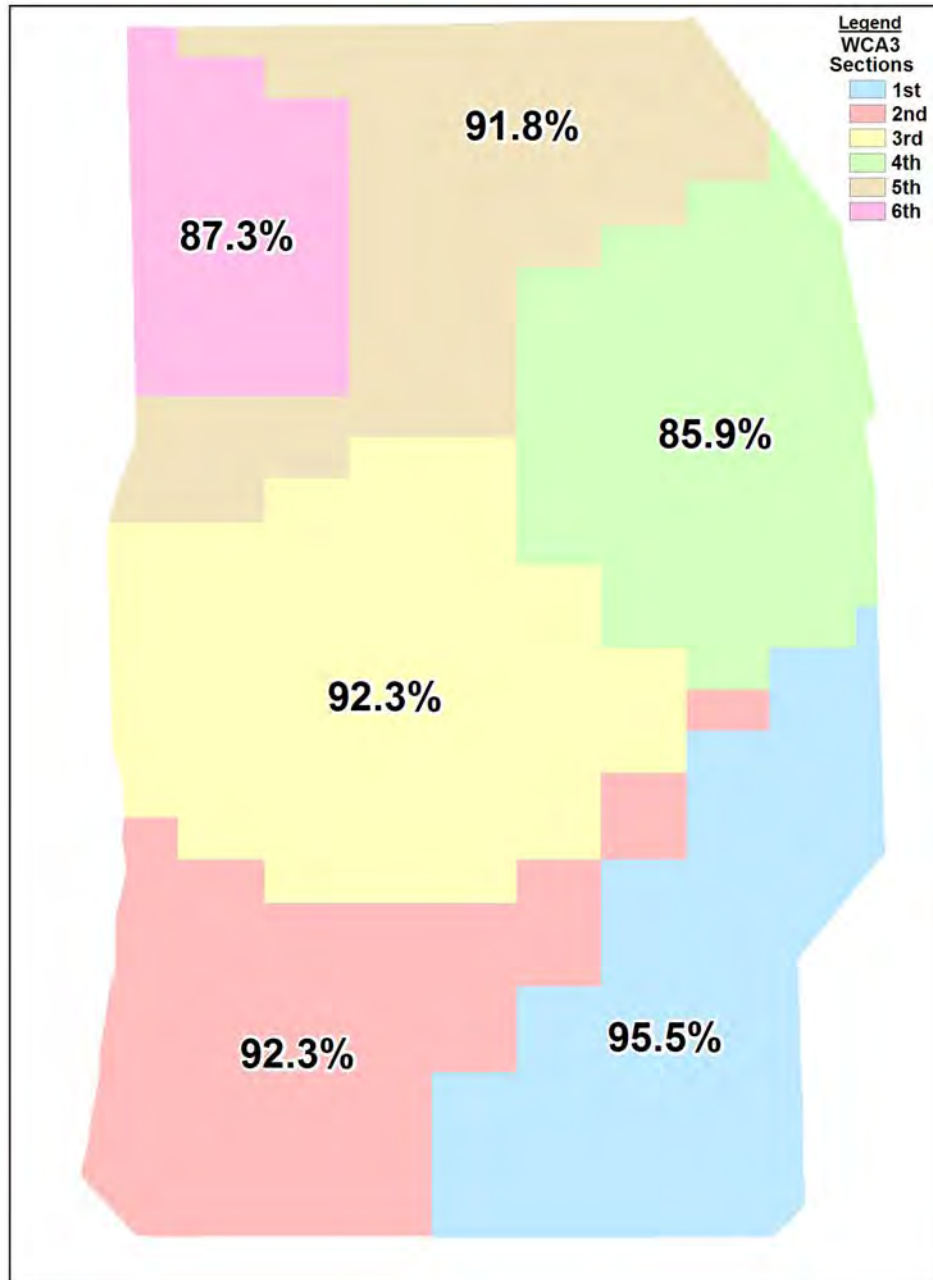 Legend
WCA3
Sections
1st
2nd
3rd
4th
5th
6th
91.8%
87.3%
85.9%
92.3%
92.3%
95.5%